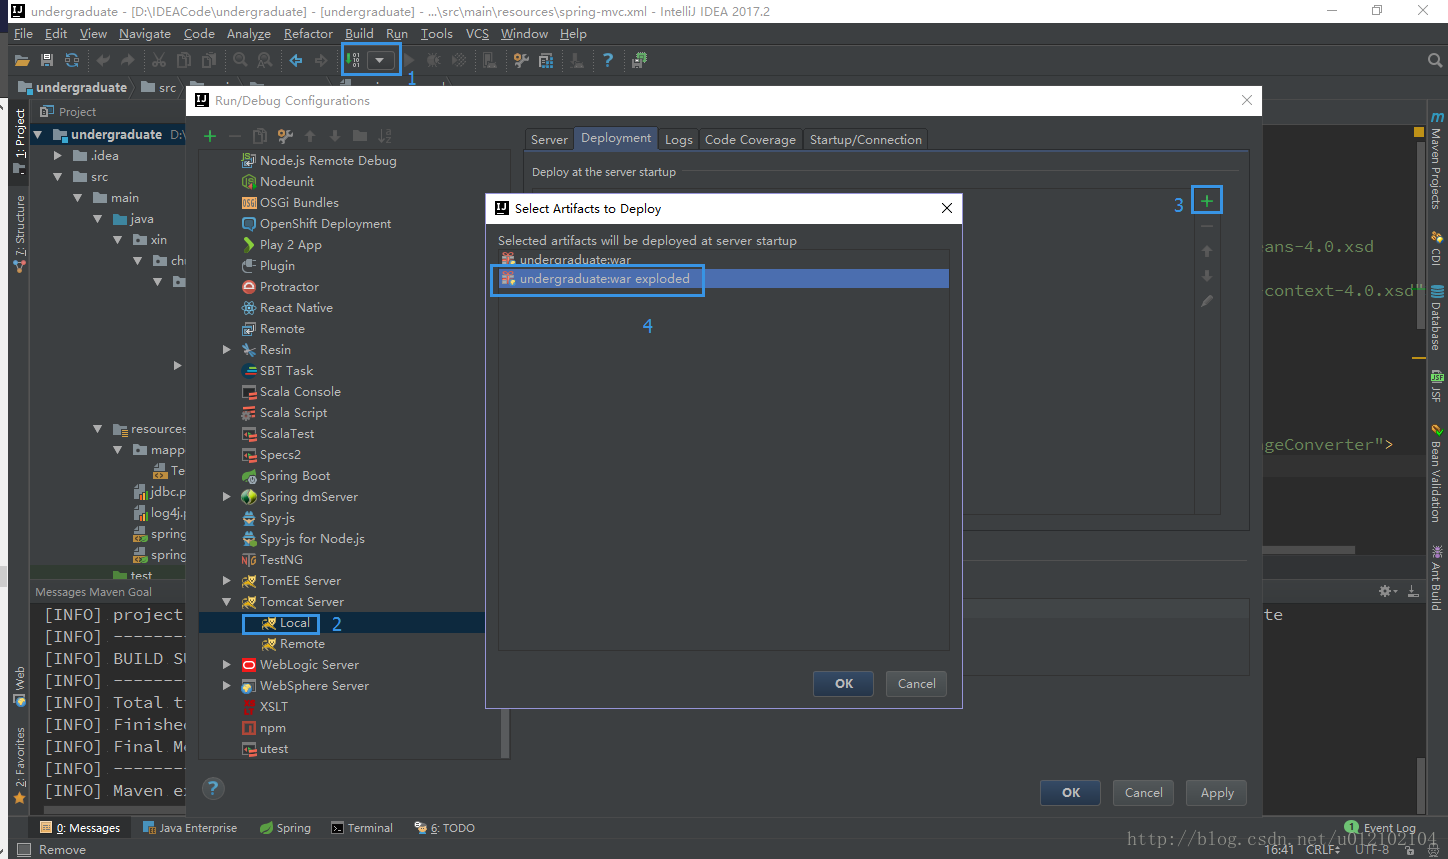 undergraduate - [D:\IDEACode\undergraduate] - [undergraduate] - ...\src\main\resources\spring-mvc.xml - IntelliJ IDEA 2017.2
File Edit View Navigate Code Analyze Refactor Build Run Tools VCS Window Help
1
undergraduate src
Run/Debug Configurations
Project
undergraduate D:\
.idea
src
main
java
xin
resources
mapp
Te
jdbc.p
log4j.p
spring
spring
test
1: Project
7: Structure
Web
2: Favorites
Node.js Remote Debug
Nodeunit
OSGi Bundles
OpenShift Deployment
Play 2 App
Plugin
Protractor
React Native
Remote
Resin
SBT Task
Scala Console
Scala Script
ScalaTest
Specs2
Spring Boot
Spring dmServer
Spy-js
Spy-js for Node.js
TestNG
TomEE Server
Tomcat Server
Local 2
Remote
WebLogic Server
WebSphere Server
XSLT
npm
utest
Server Deployment Logs Code Coverage Startup/Connection
Deploy at the server startup
3
Select Artifacts to Deploy
Selected artifacts will be deployed at server startup
undergraduate:war
undergraduate:war exploded
4
OK Cancel
OK Cancel Apply
ans-4.0.xsd
context-4.0.xsd"
geConverter">
te
Maven Projects
CDI
Database
JSF
Bean Validation
Ant Build
Messages Maven Goal
[INFO] project
[INFO] ------
[INFO] BUILD SU
[INFO] ------
[INFO] Total t
[INFO] Finished
[INFO] Final Me
[INFO] ------
[INFO] Maven ex
0: Messages Java Enterprise Spring Terminal 6: TODO
1 Event Log
Remove
16:41 CRLF UTF-8
http://blog.csdn.net/u012102104